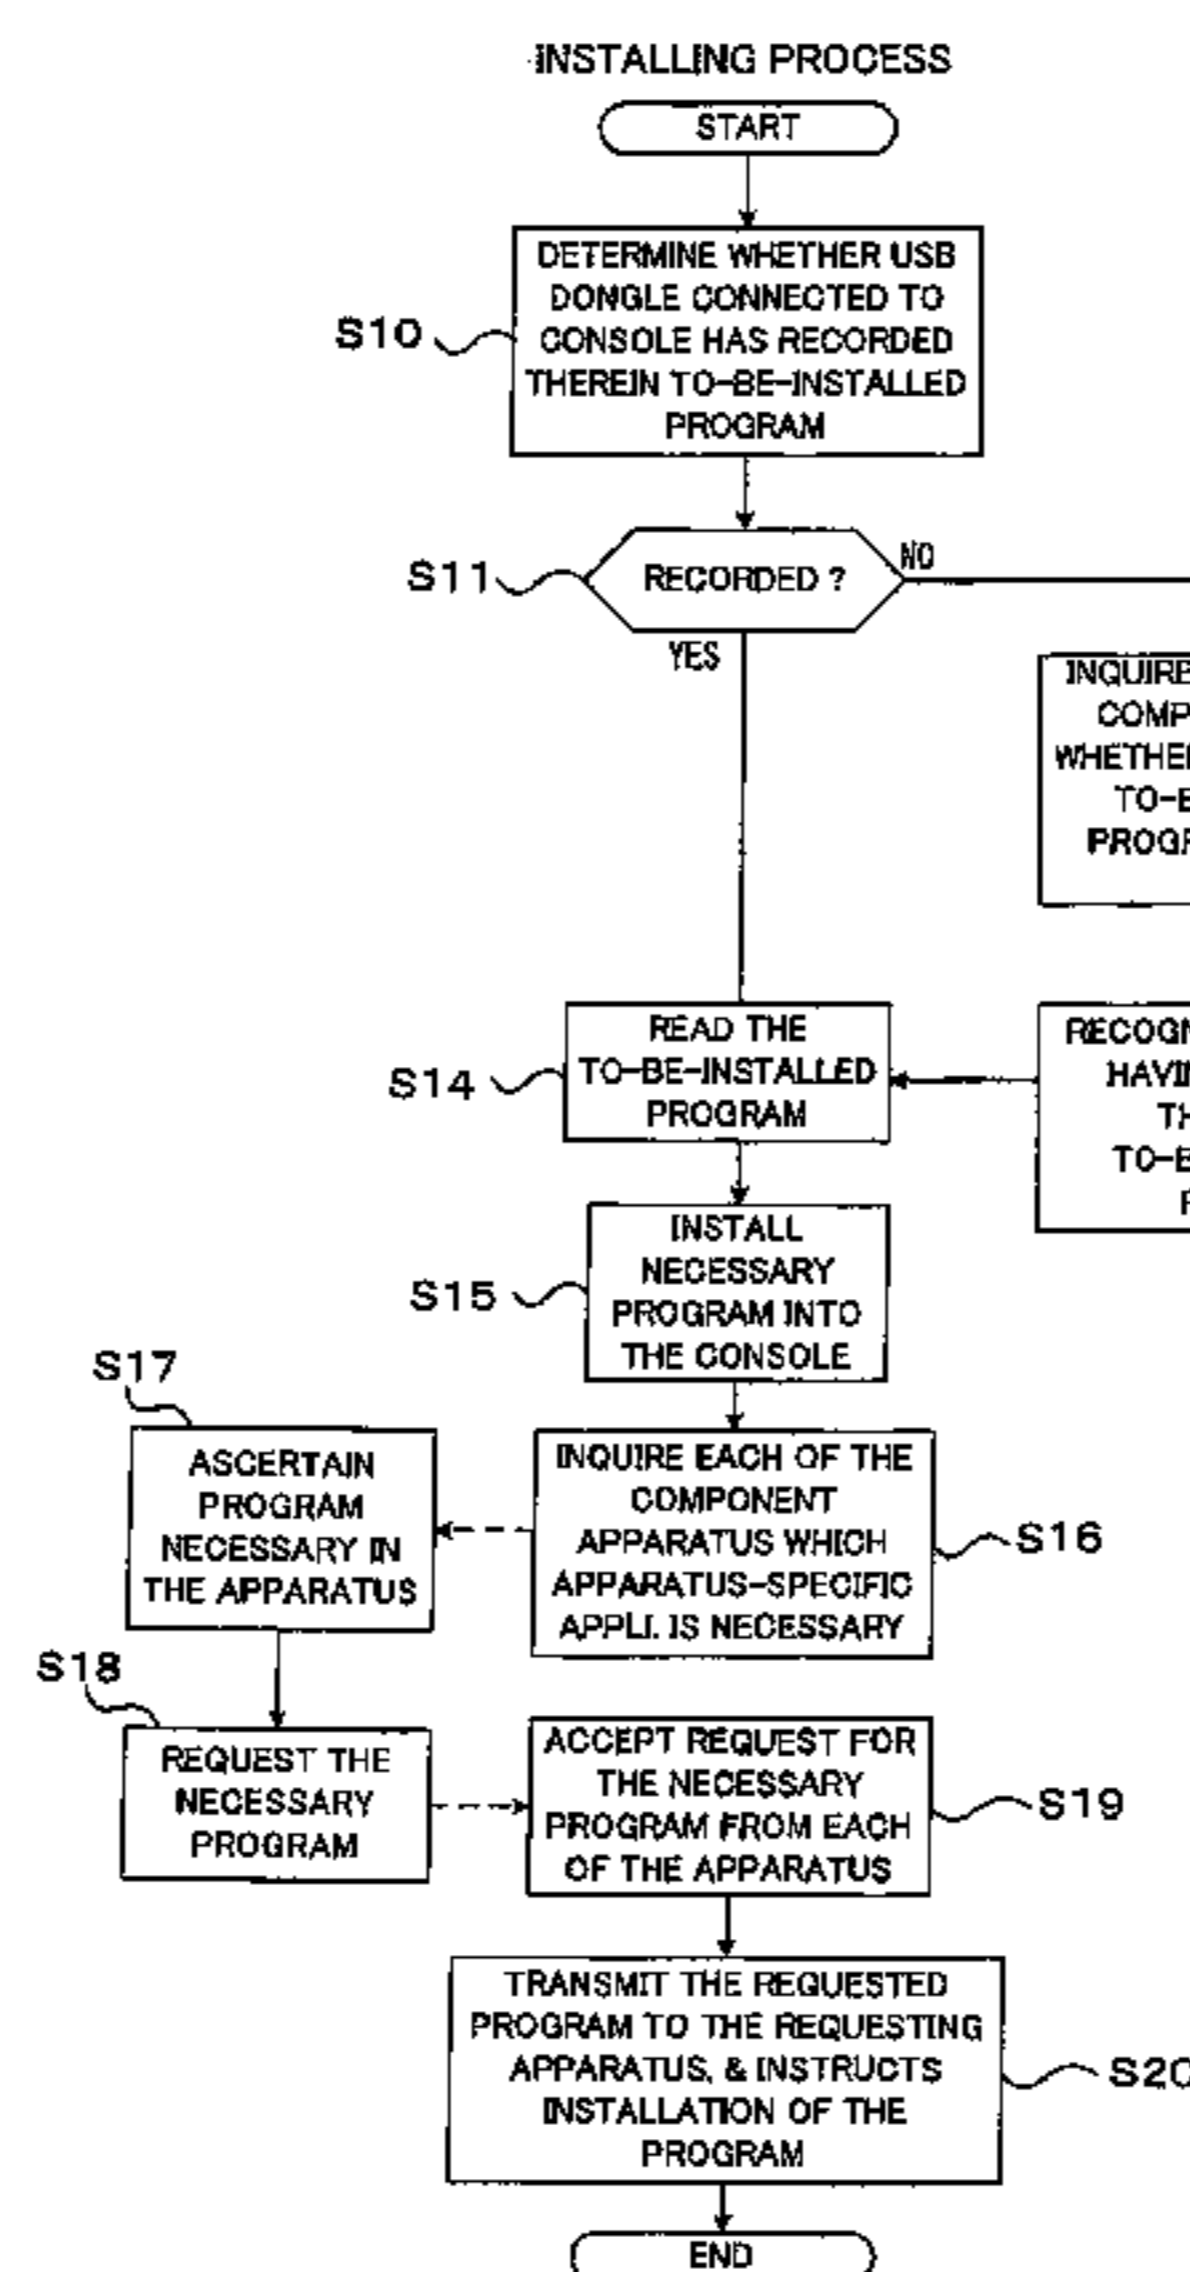 INSTALLING PROCESS
START
DETERMINE WHETHER USB
DONGLE CONNECTED TO
CONSOLE HAS RECORDED
THEREIN TO-BE-INSTALLED
PROGRAM
S10
S11
RECORDED ?
NO
YES
COMP
TO-B
S14
READ THE
TO-BE-INSTALLED
PROGRAM
S15
INSTALL
NECESSARY
PROGRAM INTO
THE CONSOLE
S17
ASCERTAIN
PROGRAM
NECESSARY IN
THE APPARATUS
INQUIRE EACH OF THE
COMPONENT
APPARATUS WHICH
APPARATUS-SPECIFIC
APPLI. IS NECESSARY
S16
S18
REQUEST THE
NECESSARY
PROGRAM
ACCEPT REQUEST FOR
THE NECESSARY
PROGRAM FROM EACH
OF THE APPARATUS
S19
TRANSMIT THE REQUESTED
PROGRAM TO THE REQUESTING
APPARATUS, & INSTRUCTS
INSTALLATION OF THE
PROGRAM
S20
END